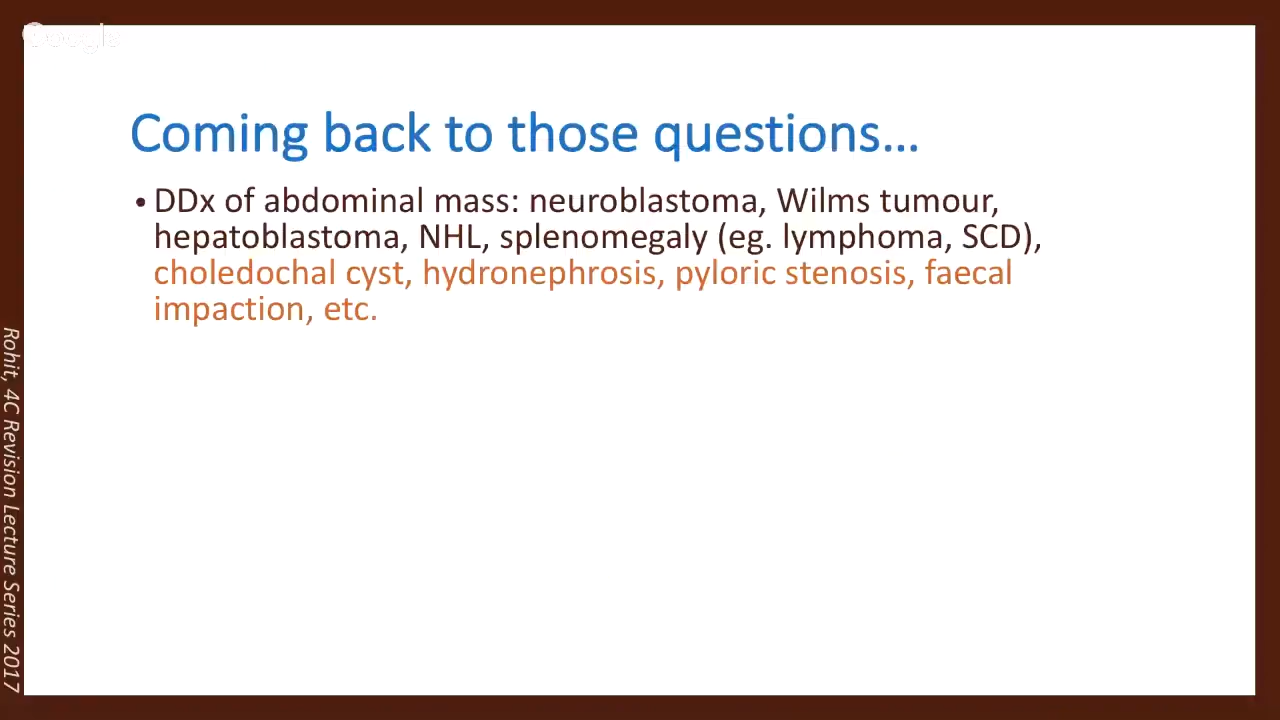 Google
Coming back to those questions...
• DDx of abdominal mass: neuroblastoma, Wilms tumour,
hepatoblastoma, NHL, splenomegaly (eg. lymphoma, SCD),
choledochal cyst, hydronephrosis, pyloric stenosis, faecal
impaction, etc.
Rohit, 4C Revision Lecture Series 2017